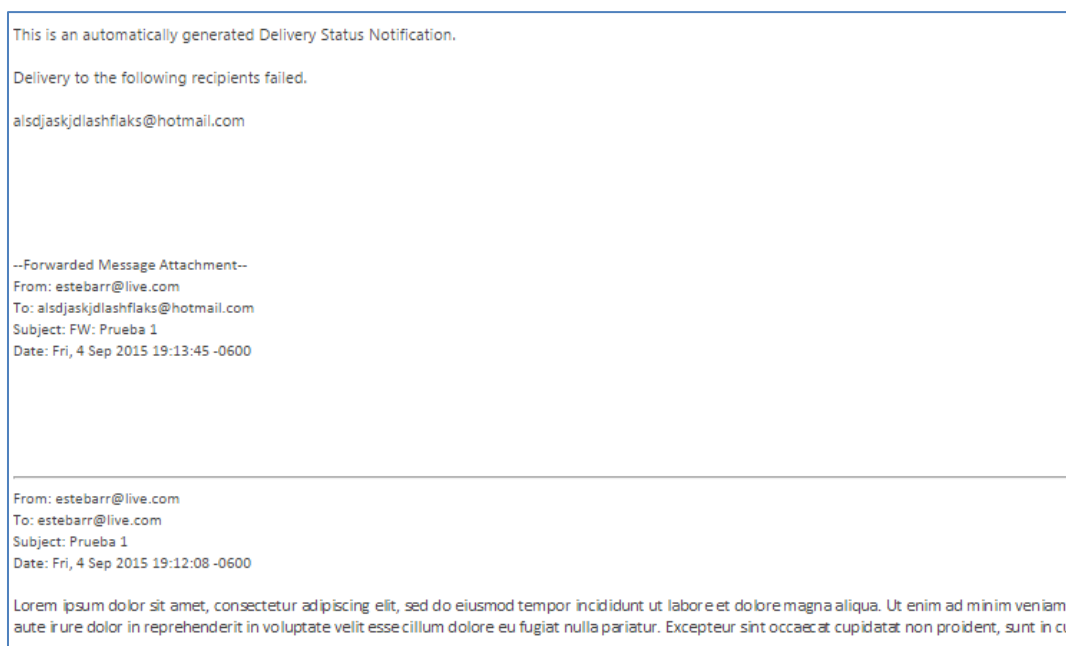 This is an automatically generated Delivery Status Notification.
Delivery to the following recipients failed.
alsdjaskjdlashflaks@hotmail.com
--Forwarded Message Attachment--
From: estebarr@live.com
To: alsdjaskjdlashflaks@hotmail.com
Subject: FW: Prueba 1
Date: Fri, 4 Sep 2015 19:13:45 -0600
From: estebarr@live.com
To: estebarr@live.com
Subject: Prueba 1
Date: Fri, 4 Sep 2015 19:12:08 -0600
Lorem ipsum dolor sit amet, consectetur adipiscing elit, sed do eiusmod tempor incididunt ut labore et dolore magna aliqua. Ut enim ad minim veniam
aute irure dolor in reprehenderit in voluptate velit esse cillum dolore eu fugiat nulla pariatur. Excepteur sint occaecat cupidatat non proident, sunt in